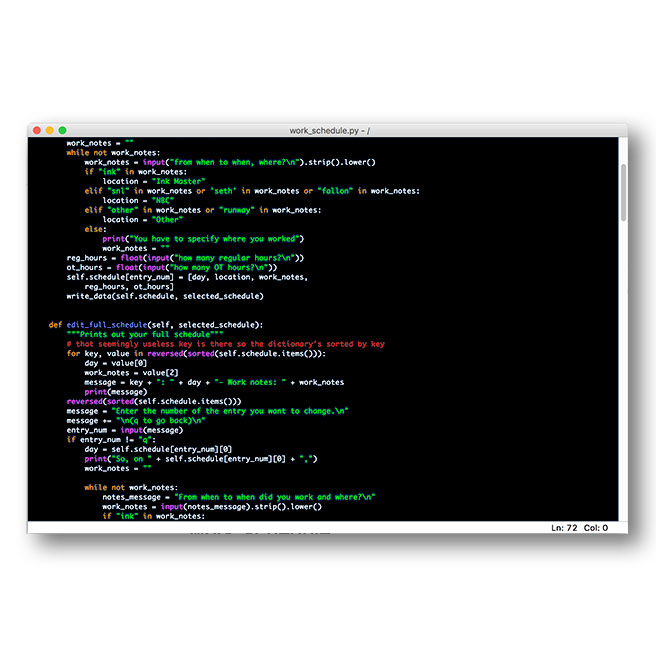 work_schedule.py - /
work_notes = ""
while not work_notes:
work_notes = input("from when to when, where?\n").strip().lower()
if "ink" in work_notes:
location = "Ink Master"
elif "snl" in work_notes or "seth" in work_notes or "fallon" in work_notes:
location = "NBC"
elif "other" in work_notes or "runway" in work_notes:
location = "Other"
else:
print("You have to specify where you worked")
work_notes = ""
reg_hours = float(input("how many regular hours?\n"))
ot_hours = float(input("how many OT hours?\n"))
self.schedule[entry_num] = [day, location, work_notes,
reg_hours, ot_hours]
write_data(self.schedule, selected_schedule)
def edit_full_schedule(self, selected_schedule):
"""Prints out your full schedule"""
# that seemingly useless key is there so the dictionary's sorted by key
for key, value in reversed(sorted(self.schedule.items())):
day = value[0]
work_notes = value[2]
message = key + ": " + day + "- Work notes: " + work_notes
print(message)
reversed(sorted(self.schedule.items()))
message = "Enter the number of the entry you want to change.\n"
message += "\n(q to go back)\n"
entry_num = input(message)
if entry_num != "q":
day = self.schedule[entry_num][0]
print("So, on " + self.schedule[entry_num][0] + ",")
work_notes = ""
while not work_notes:
notes_message = "From when to when did you work and where?\n"
work_notes = input(notes_message).strip().lower()
if "ink" in work_notes:
Ln: 72 Col: 0